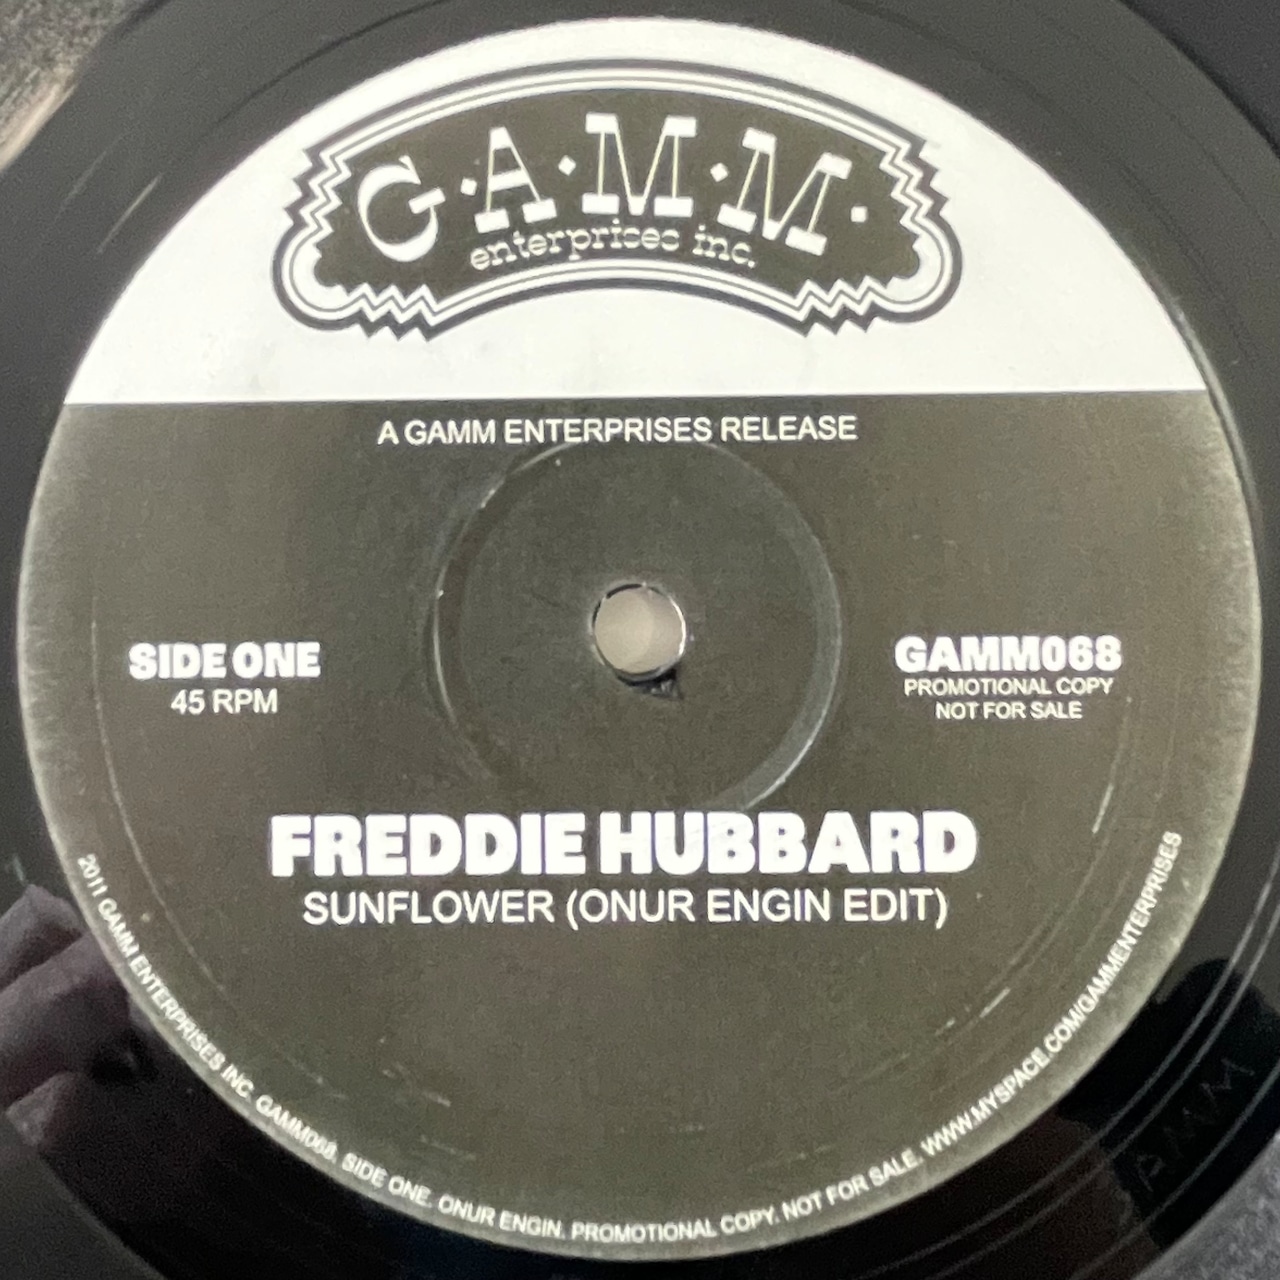 G·A·M·M·
enterprises inc.
A GAMM ENTERPRISES RELEASE
SIDE ONE
45 RPM
GAMM068
PROMOTIONAL COPY
NOT FOR SALE
FREDDIE HUBBARD
SUNFLOWER (ONUR ENGIN EDIT)
2011 GAMM ENTERPRISES INC. GAMM068. SIDE ONE. ONUR ENGIN. PROMOTIONAL COPY. NOT FOR SALE. WWW.MYSPACE.COM/GAMMENTERPRISES